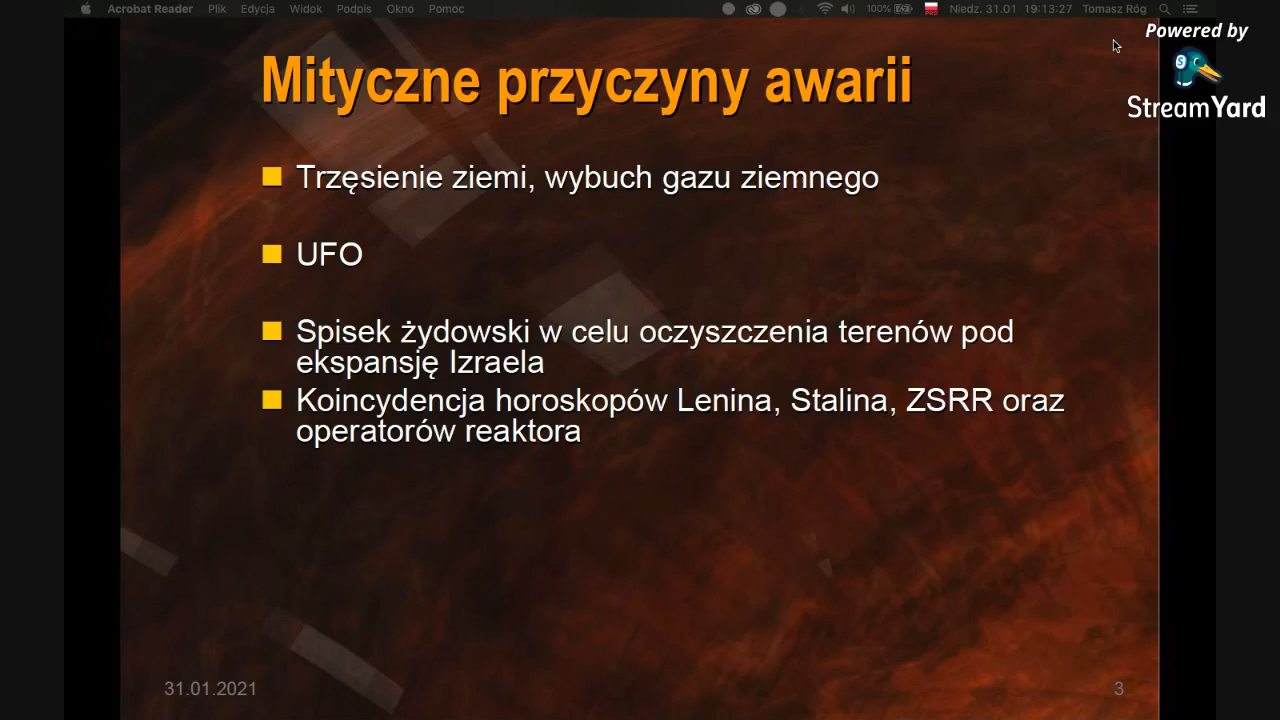 Acrobat Reader Plik Edycja Widok Podpis Okno Pomoc 100% Niedz. 31.01 19:13:27 Tomasz Róg
Powered by
StreamYard
Mityczne przyczyny awarii
Trzęsienie ziemi, wybuch gazu ziemnego
UFO
Spisek żydowski w celu oczyszczenia terenów pod
ekspansję Izraela
Koincydencja horoskopów Lenina, Stalina, ZSRR oraz
operatorów reaktora
31.01.2021
3